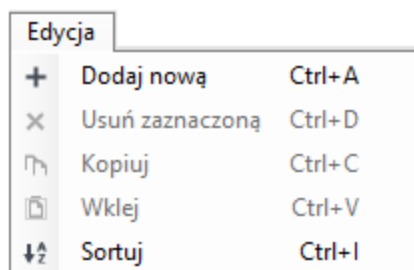 Edycja
Dodaj nową Ctrl+A
Usuń zaznaczoną Ctrl+D
Kopiuj Ctrl+C
Wklej Ctrl+V
Sortuj Ctrl+I